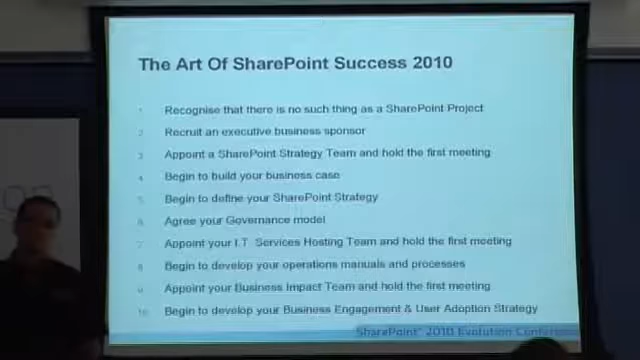 The Art Of SharePoint Success 2010
1 Recognise that there is no such thing as a SharePoint Project
2 Recruit an executive business sponsor
3 Appoint a SharePoint Strategy Team and hold the first meeting
4 Begin to build your business case
5 Begin to define your SharePoint Strategy
6 Agree your Governance model
7 Appoint your I.T. Services Hosting Team and hold the first meeting
8 Begin to develop your operations manuals and processes
9 Appoint your Business Impact Team and hold the first meeting
10 Begin to develop your Business Engagement & User Adoption Strategy
SharePoint 2010 Evolution Conference